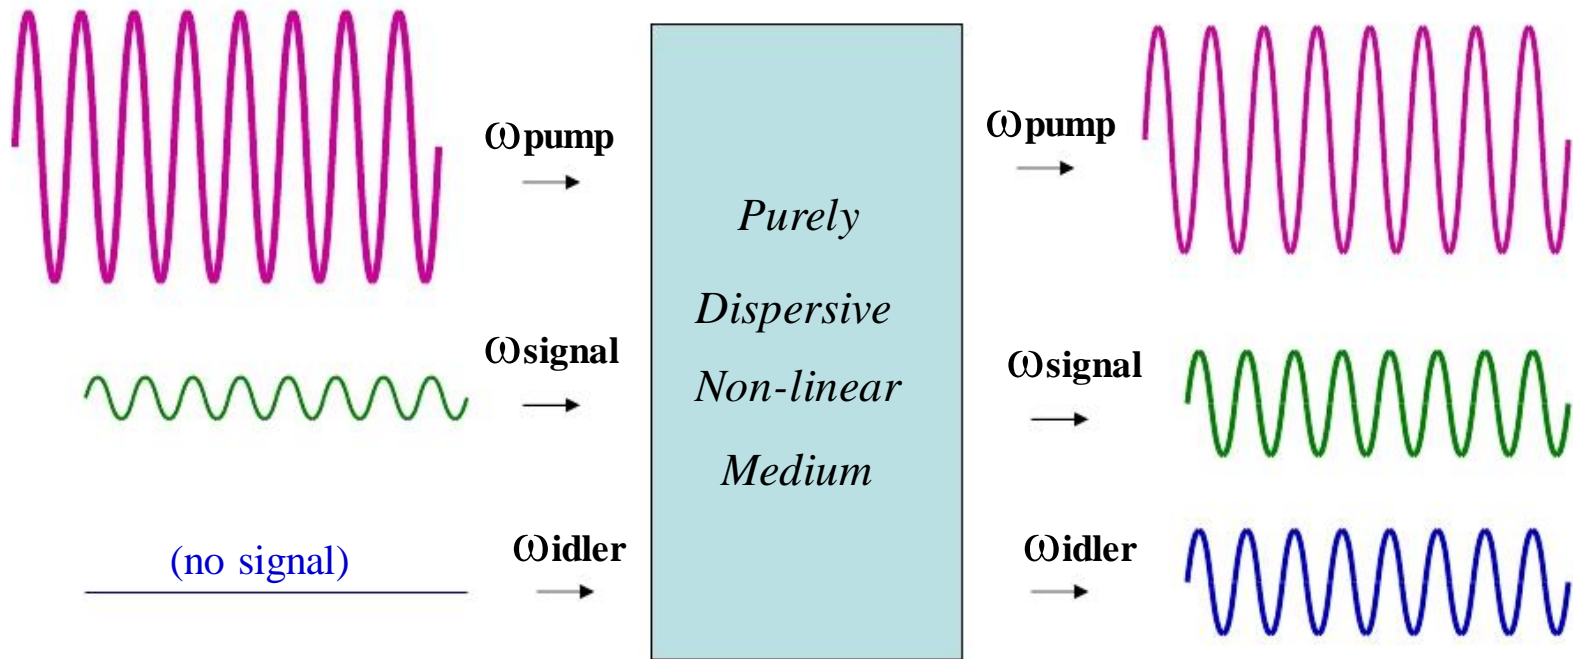 ωpump
ωsignal
(no signal)
ωidler
Purely
Dispersive
Non-linear
Medium
ωpump
ωsignal
ωidler